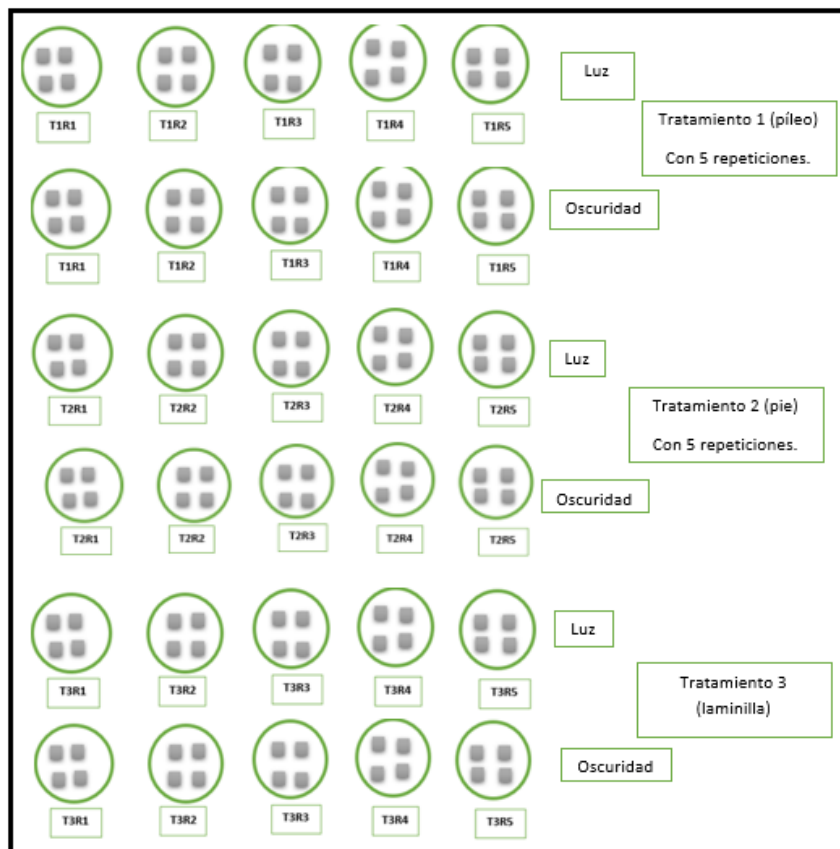 Luz
T1R1 T1R2 T1R3 T1R4 T1R5
Tratamiento 1 (píleo)
Con 5 repeticiones.
Oscuridad
T1R1 T1R2 T1R3 T1R4 T1R5
Luz
T2R1 T2R2 T2R3 T2R4 T2R5
Tratamiento 2 (pie)
Con 5 repeticiones.
Oscuridad
T2R1 T2R2 T2R3 T2R4 T2R5
Luz
T3R1 T3R2 T3R3 T3R4 T3R5
Tratamiento 3
(laminilla)
Oscuridad
T3R1 T3R2 T3R3 T3R4 T3R5